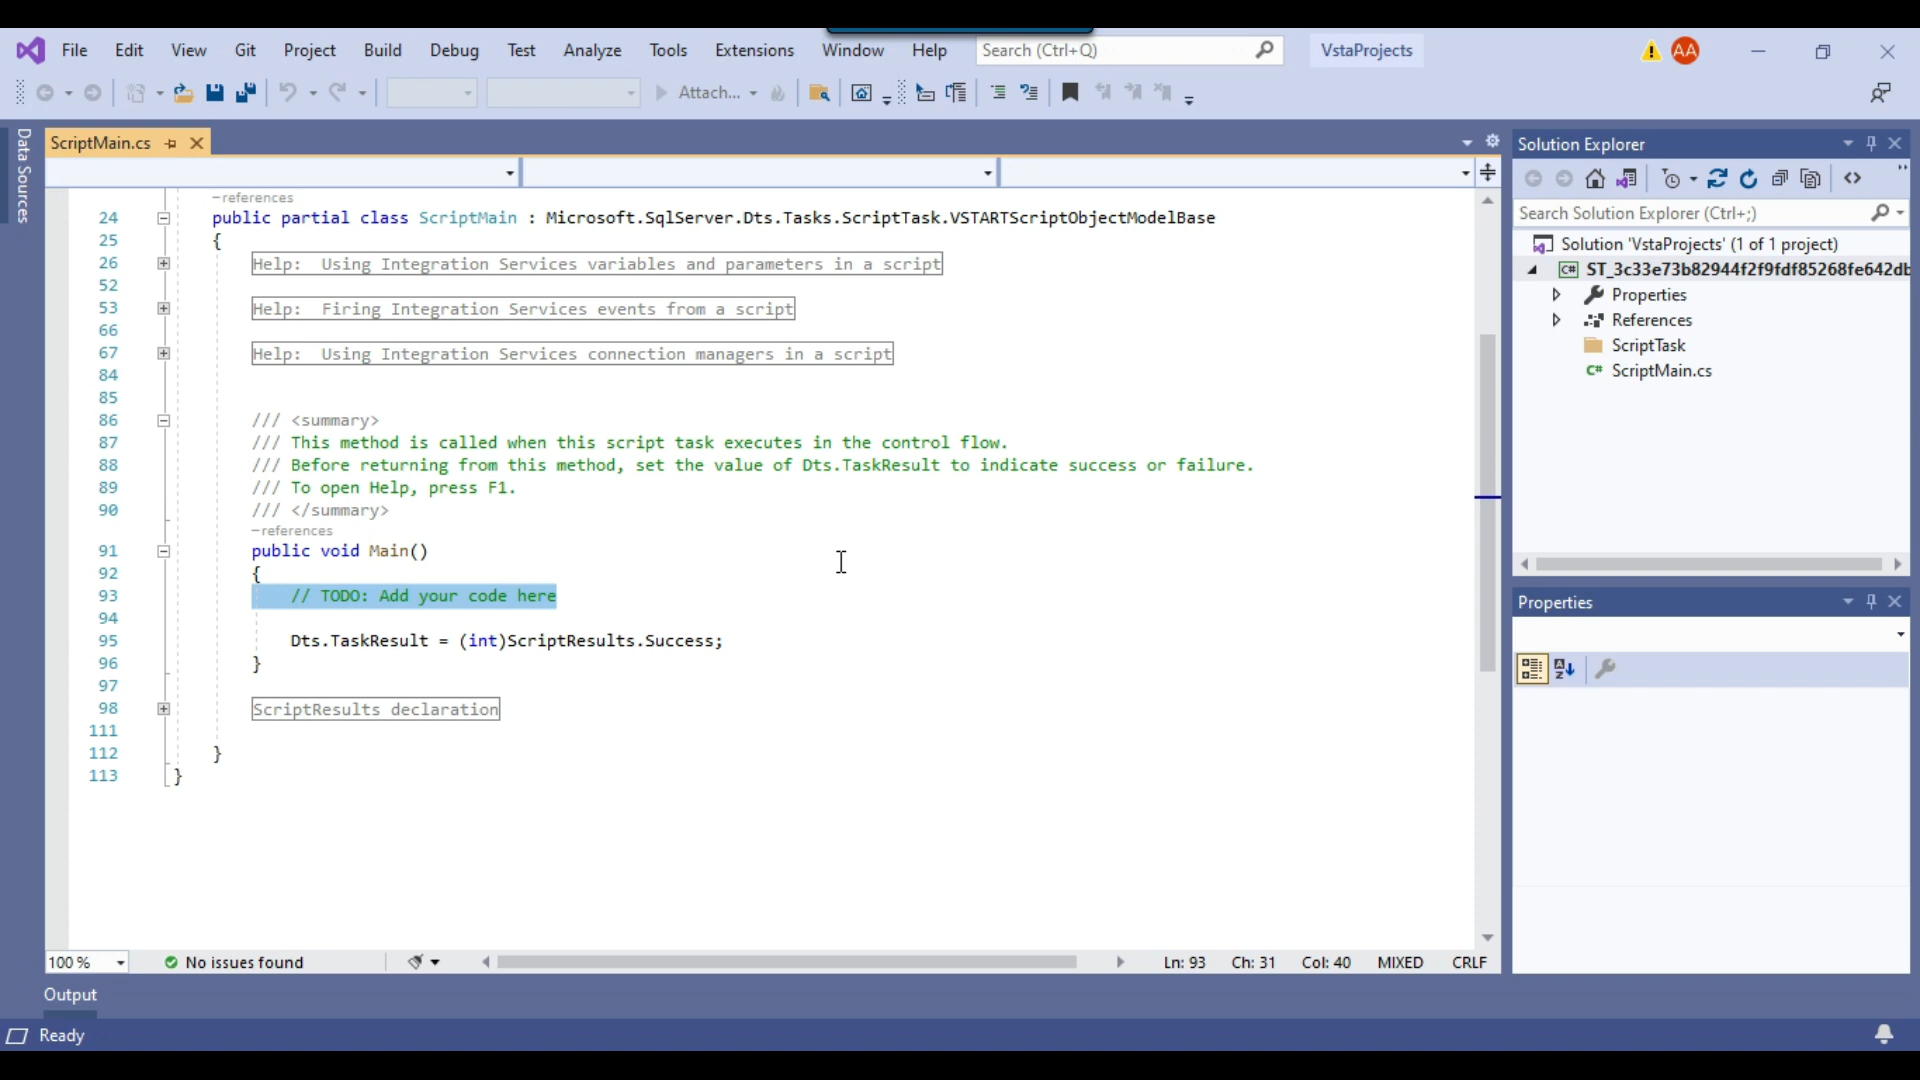 File Edit View Git Project Build Debug Test Analyze Tools Extensions Window Help Search (Ctrl+Q) VstaProjects AA
Attach...
Data Sources
ScriptMain.cs
references
24 public partial class ScriptMain : Microsoft.SqlServer.Dts.Tasks.ScriptTask.VSTARTScriptObjectModelBase
25 {
26 Help: Using Integration Services variables and parameters in a script
52
53 Help: Firing Integration Services events from a script
66
67 Help: Using Integration Services connection managers in a script
84
85
86 /// <summary>
87 /// This method is called when this script task executes in the control flow.
88 /// Before returning from this method, set the value of Dts.TaskResult to indicate success or failure.
89 /// To open Help, press F1.
90 /// </summary>
references
91 public void Main()
92 {
93 // TODO: Add your code here
94
95 Dts.TaskResult = (int)ScriptResults.Success;
96 }
97
98 ScriptResults declaration
111
112 }
113 }
100 % No issues found Ln: 93 Ch: 31 Col: 40 MIXED CRLF
Output
Ready
Solution Explorer
Search Solution Explorer (Ctrl+;)
Solution 'VstaProjects' (1 of 1 project)
C# ST_3c33e73b82944f2f9fdf85268fe642db
Properties
References
ScriptTask
C# ScriptMain.cs
Properties